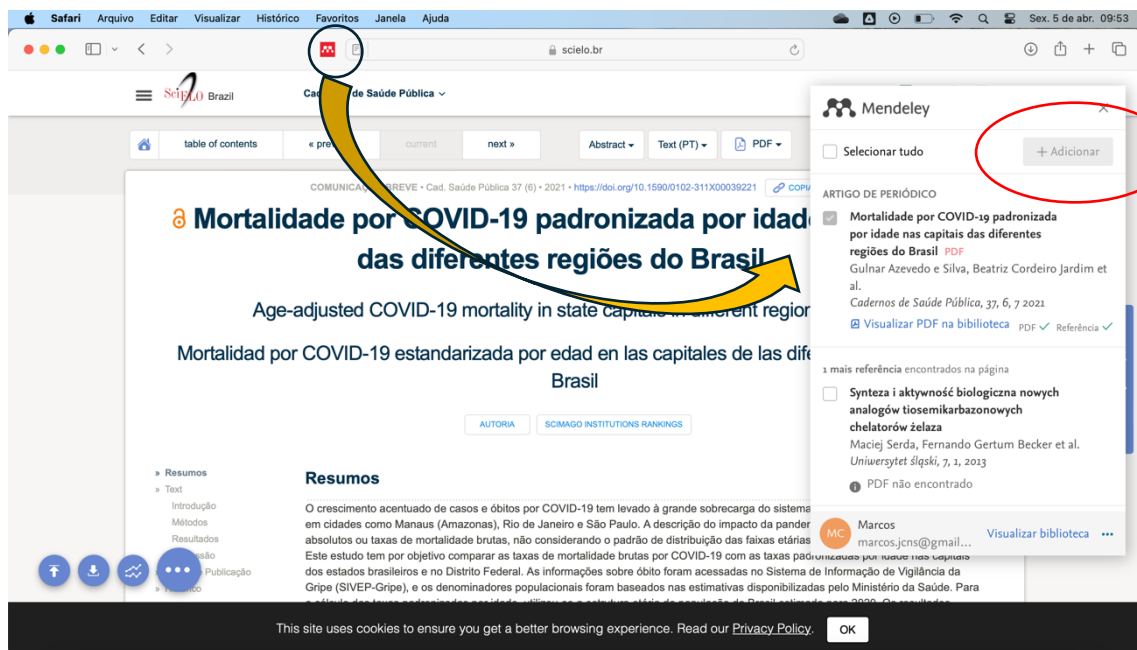 Safari Arquivo Editar Visualizar Histórico Favoritos Janela Ajuda Sex. 5 de abr. 09:53
scielo.br
SciELO Brazil
de Saúde Pública
table of contents « pre current next » Abstract Text (PT) PDF
COMUNICAÇ BREVE • Cad. Saúde Pública 37 (6) • 2021 • https://doi.org/10.1590/0102-311X00039221 COPI
Mortalidade por COVID-19 padronizada por idade
das diferentes regiões do Brasil
Age-adjusted COVID-19 mortality in state capitals in different region
Mortalidad por COVID-19 estandarizada por edad en las capitales de las dife
Brasil
AUTORIA SCIMAGO INSTITUTIONS RANKINGS
» Resumos
» Text
Introdução
Métodos
Resultados
Publicação
Resumos
O crescimento acentuado de casos e óbitos por COVID-19 tem levado à grande sobrecarga do sistema
em cidades como Manaus (Amazonas), Rio de Janeiro e São Paulo. A descrição do impacto da pander
absolutos ou taxas de mortalidade brutas, não considerando o padrão de distribuição das faixas etárias
Este estudo tem por objetivo comparar as taxas de mortalidade brutas por COVID-19 com as taxas padronizadas por idade nas capitais
dos estados brasileiros e no Distrito Federal. As informações sobre óbito foram acessadas no Sistema de Informação de Vigilância da
Gripe (SIVEP-Gripe), e os denominadores populacionais foram baseados nas estimativas disponibilizadas pelo Ministério da Saúde. Para
Mendeley
Selecionar tudo + Adicionar
ARTIGO DE PERIÓDICO
Mortalidade por COVID-19 padronizada
por idade nas capitais das diferentes
regiões do Brasil PDF
Gulnar Azevedo e Silva, Beatriz Cordeiro Jardim et
al.
Cadernos de Saúde Pública, 37, 6, 7 2021
Visualizar PDF na bibilioteca PDF Referência
1 mais referência encontrados na página
Synteza i aktywność biologiczna nowych
analogów tiosemikarbazonowych
chelatorów żelaza
Maciej Serda, Fernando Gertum Becker et al.
Uniwersytet śląski, 7, 1, 2013
PDF não encontrado
MC Marcos
marcos.jcns@gmail... Visualizar biblioteca
This site uses cookies to ensure you get a better browsing experience. Read our Privacy Policy. OK